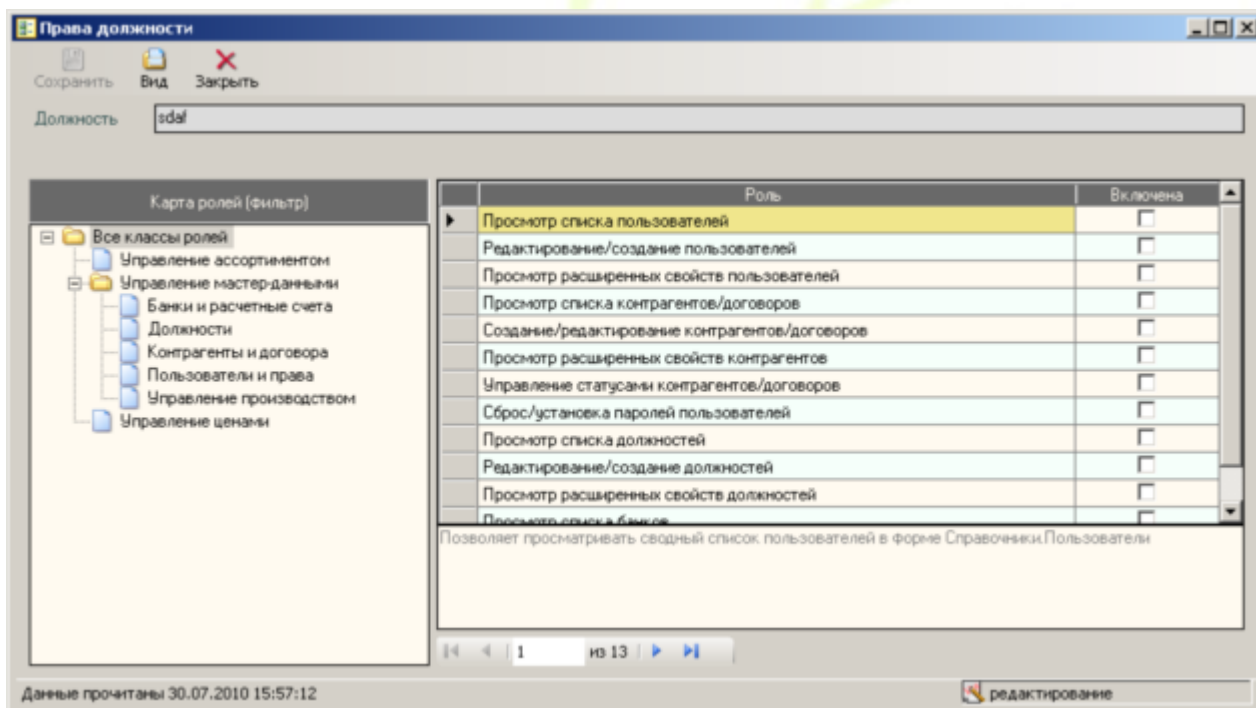 Права должности
Сохранить Вид Закрыть
Должность sdaf
Карта ролей (фильтр)
Все классы ролей
Управление ассортиментом
Управление мастер-данными
Банки и расчетные счета
Должности
Контрагенты и договора
Пользователи и права
Управление производством
Управление ценами
Роль Включена
Просмотр списка пользователей
Редактирование/создание пользователей
Просмотр расширенных свойств пользователей
Просмотр списка контрагентов/договоров
Создание/редактирование контрагентов/договоров
Просмотр расширенных свойств контрагентов
Управление статусами контрагентов/договоров
Сброс/установка паролей пользователей
Просмотр списка должностей
Редактирование/создание должностей
Просмотр расширенных свойств должностей
Просмотр списка банков
Позволяет просматривать сводный список пользователей в форме Справочники.Пользователи
1 из 13
Данные прочитаны 30.07.2010 15:57:12 редактирование